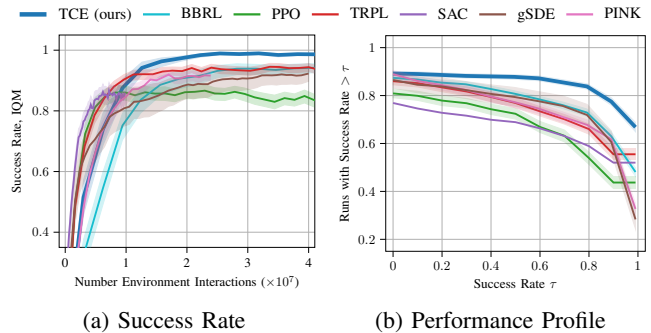 TCE (ours) BBRL PPO TRPL SAC gSDE PINK
Success Rate, IQM
1
0.8
0.6
0.4
0 1 2 3 4
Number Environment Interactions (×10⁷)
(a) Success Rate
Runs with Success Rate > τ
1
0.8
0.6
0.4
0.2
0 0.2 0.4 0.6 0.8 1
Success Rate τ
(b) Performance Profile